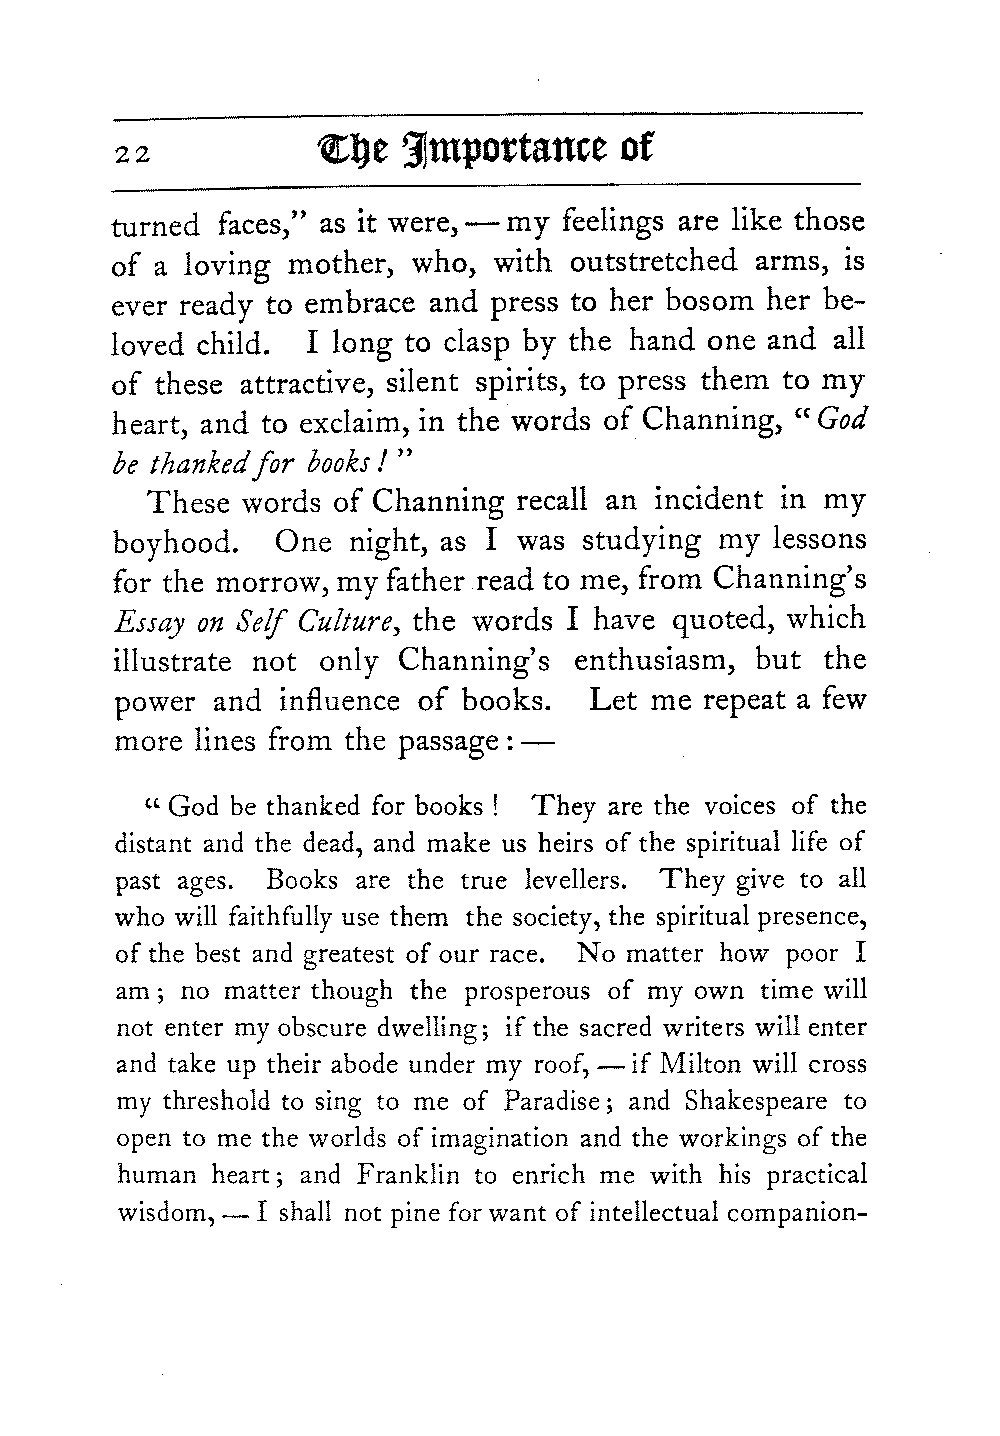 22 The Importance of
turned faces,” as it were, — my feelings are like those
of a loving mother, who, with outstretched arms, is
ever ready to embrace and press to her bosom her be-
loved child. I long to clasp by the hand one and all
of these attractive, silent spirits, to press them to my
heart, and to exclaim, in the words of Channing, “God
be thanked for books!”
These words of Channing recall an incident in my
boyhood. One night, as I was studying my lessons
for the morrow, my father read to me, from Channing’s
Essay on Self Culture, the words I have quoted, which
illustrate not only Channing’s enthusiasm, but the
power and influence of books. Let me repeat a few
more lines from the passage: —
“God be thanked for books! They are the voices of the
distant and the dead, and make us heirs of the spiritual life of
past ages. Books are the true levellers. They give to all
who will faithfully use them the society, the spiritual presence,
of the best and greatest of our race. No matter how poor I
am; no matter though the prosperous of my own time will
not enter my obscure dwelling; if the sacred writers will enter
and take up their abode under my roof, — if Milton will cross
my threshold to sing to me of Paradise; and Shakespeare to
open to me the worlds of imagination and the workings of the
human heart; and Franklin to enrich me with his practical
wisdom, — I shall not pine for want of intellectual companion-